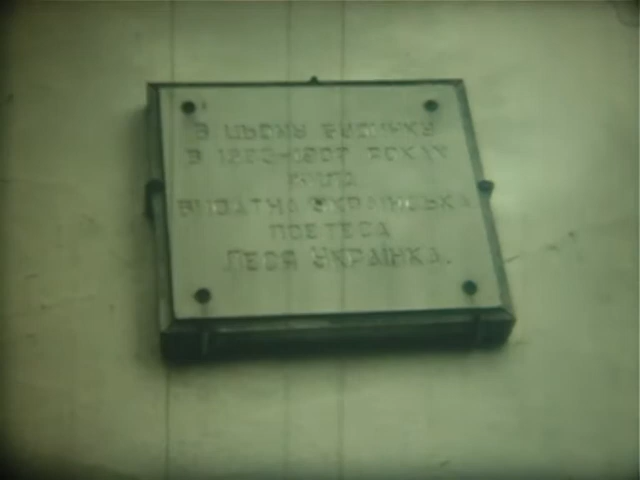 В ЦЬОМУ БУДИНКУ
В РОКАХ
ЖИЛА
ВИДАТНА УКРАЇНСЬКА
ПОЕТЕСА
ЛЕСЯ УКРАЇНКА.